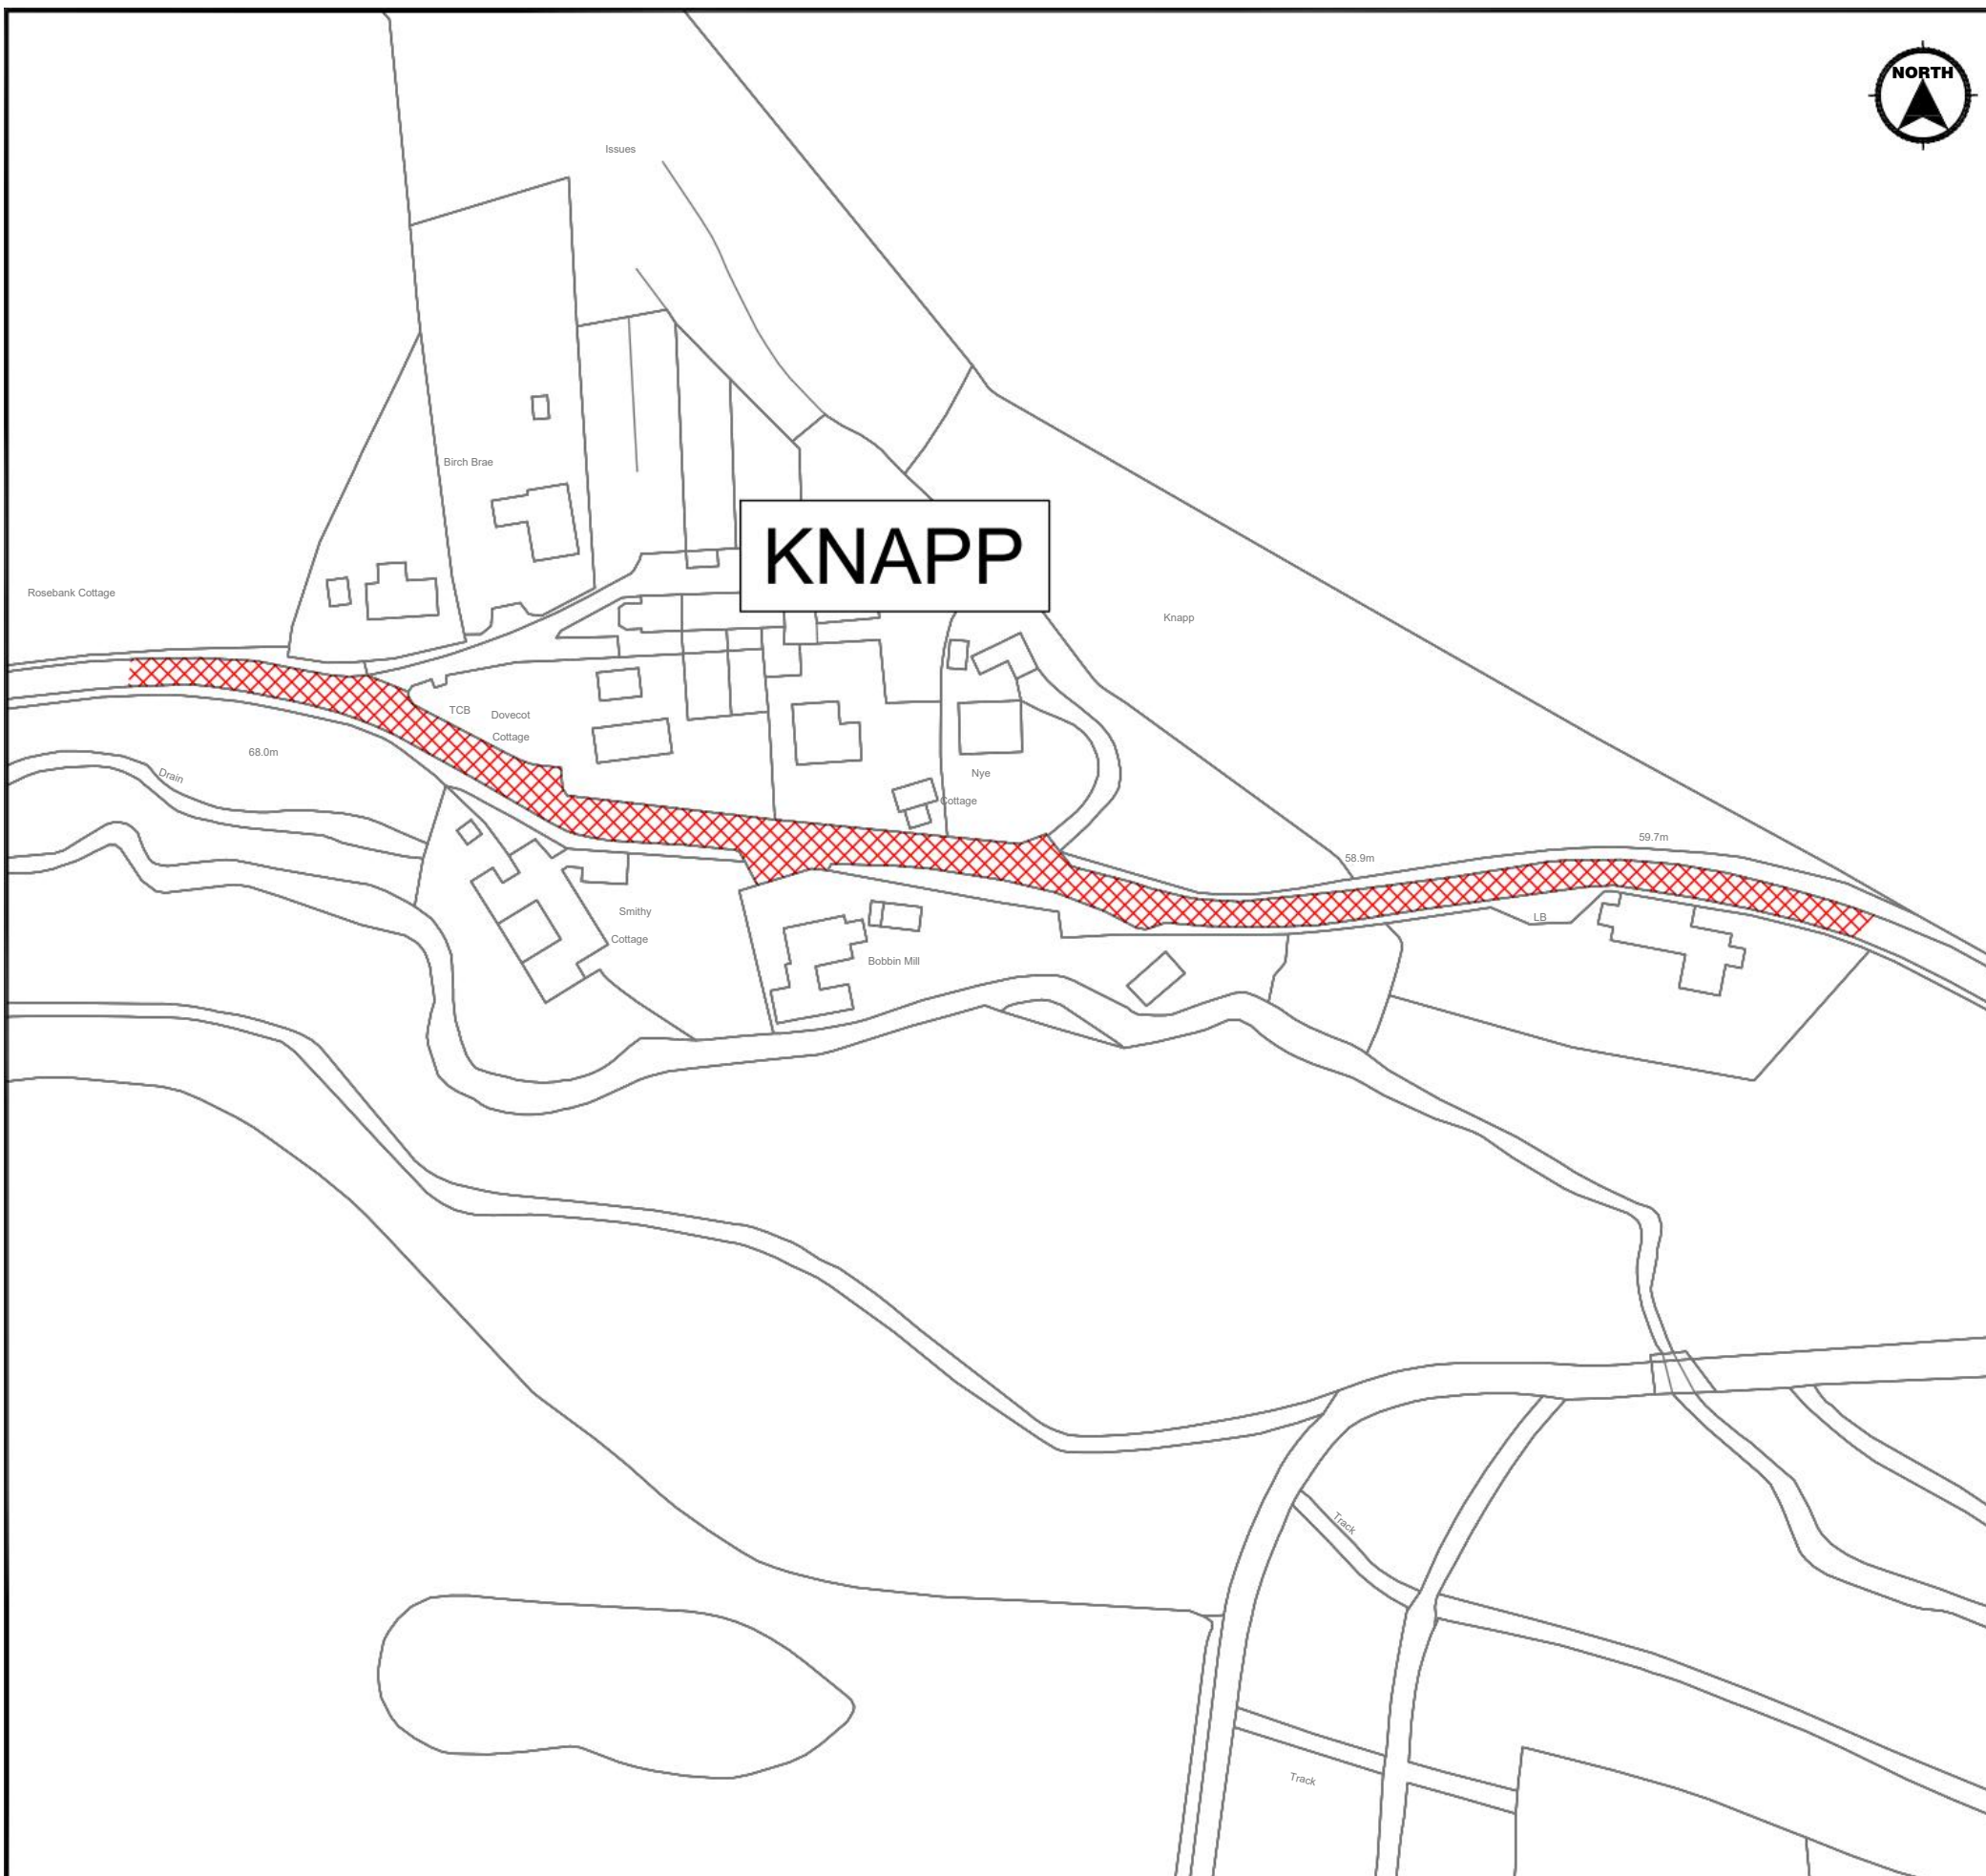 NORTH
Issues
Birch Brae
KNAPP
Rosebank Cottage
Knapp
TCB
Dovecot
Cottage
68.0m
Drain
Nye
Cottage
59.7m
58.9m
Smithy
Cottage
LB
Bobbin Mill
Track
Track